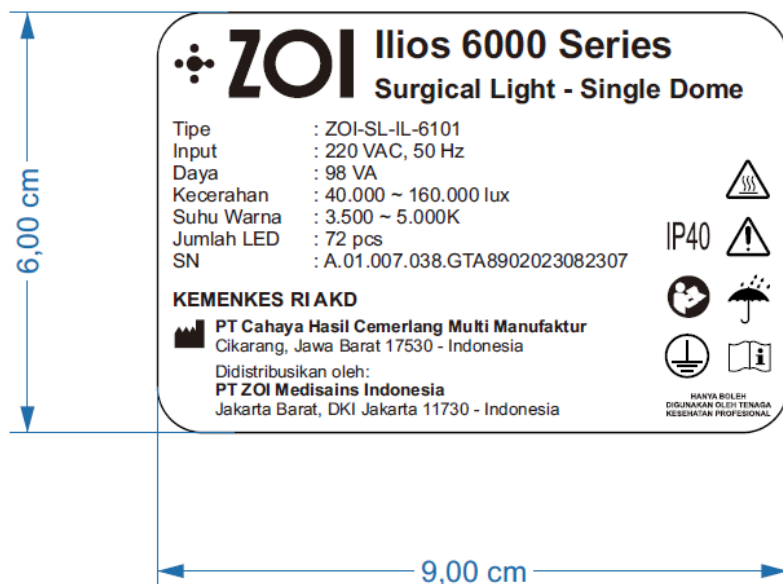 ZOI
Ilios 6000 Series
Surgical Light - Single Dome
Tipe : ZOI-SL-IL-6101
Input : 220 VAC, 50 Hz
Daya : 98 VA
Kecerahan : 40.000 ~ 160.000 lux
Suhu Warna : 3.500 ~ 5.000K
Jumlah LED : 72 pcs
SN : A.01.007.038.GTA8902023082307
IP40
KEMENKES RI AKD
PT Cahaya Hasil Cemerlang Multi Manufaktur
Cikarang, Jawa Barat 17530 - Indonesia
Didistribusikan oleh:
PT ZOI Medisains Indonesia
Jakarta Barat, DKI Jakarta 11730 - Indonesia
HANYA BOLEH
DIGUNAKAN OLEH TENAGA
KESEHATAN PROFESIONAL
6,00 cm
9,00 cm